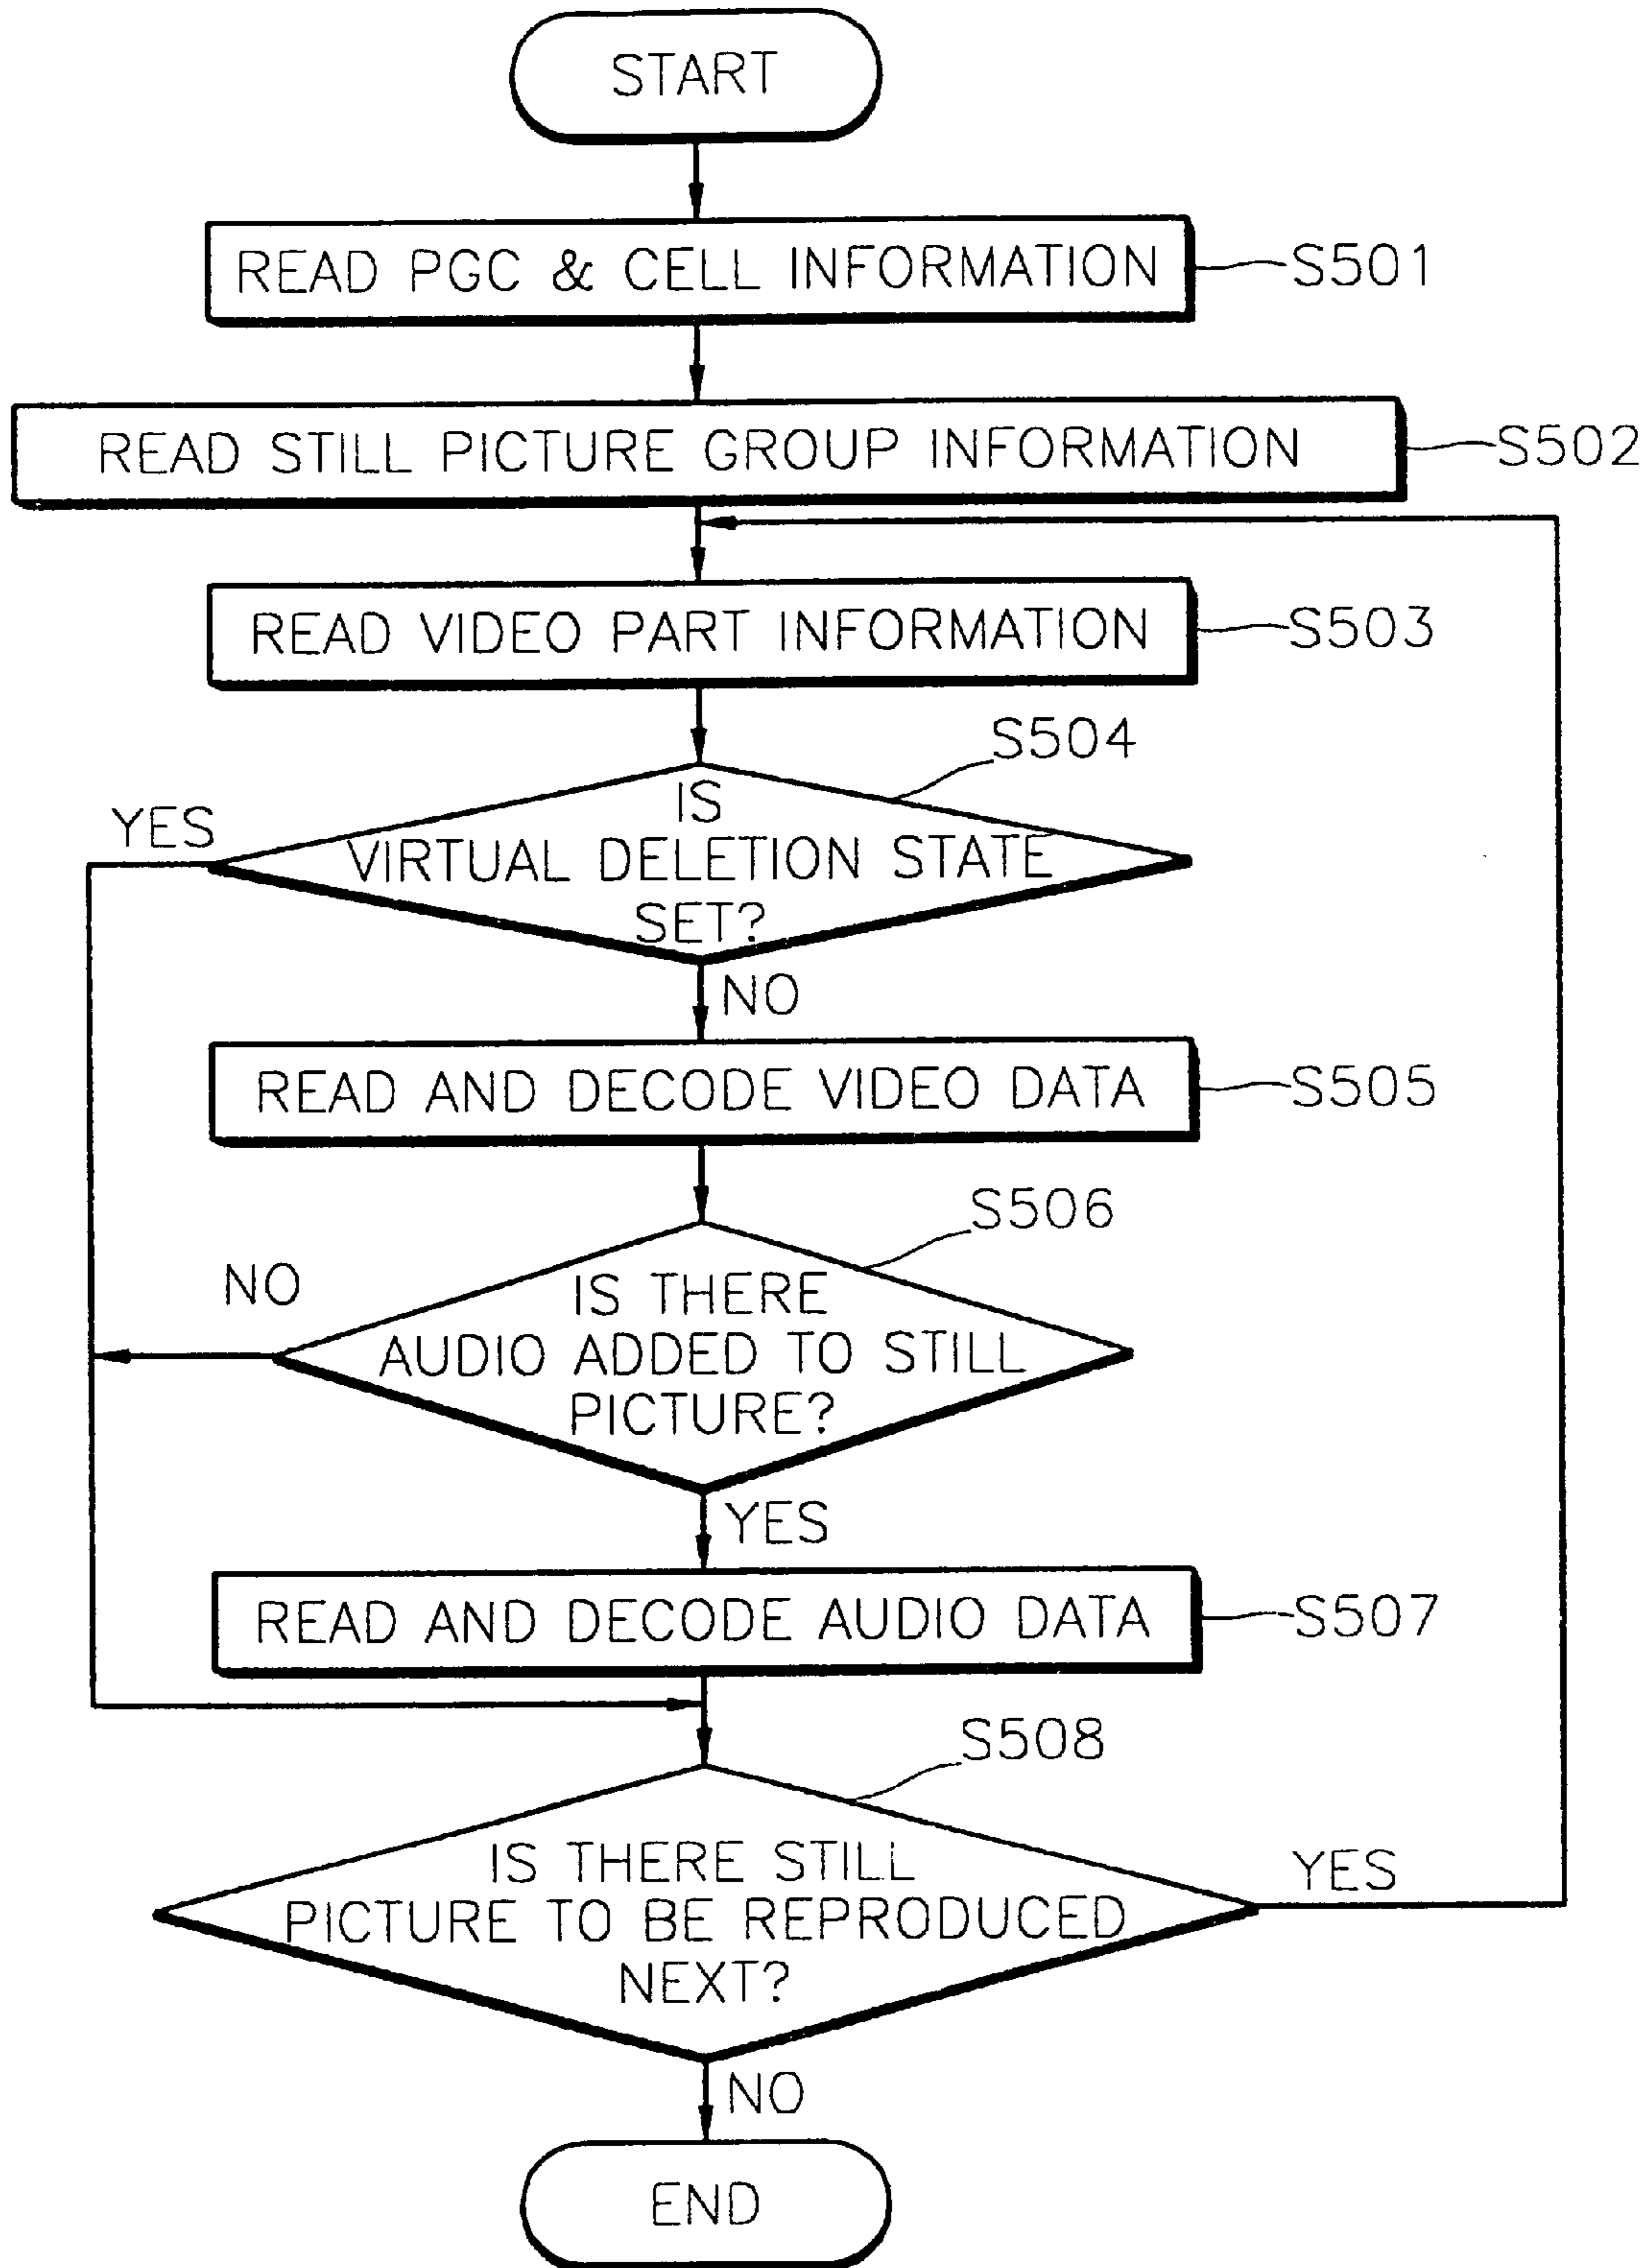 START
READ PGC & CELL INFORMATION
S501
READ STILL PICTURE GROUP INFORMATION
S502
READ VIDEO PART INFORMATION
S503
S504
YES
IS
VIRTUAL DELETION STATE
SET?
NO
READ AND DECODE VIDEO DATA
S505
S506
NO
IS THERE
AUDIO ADDED TO STILL
PICTURE?
YES
READ AND DECODE AUDIO DATA
S507
S508
IS THERE STILL
PICTURE TO BE REPRODUCED
NEXT?
YES
NO
END